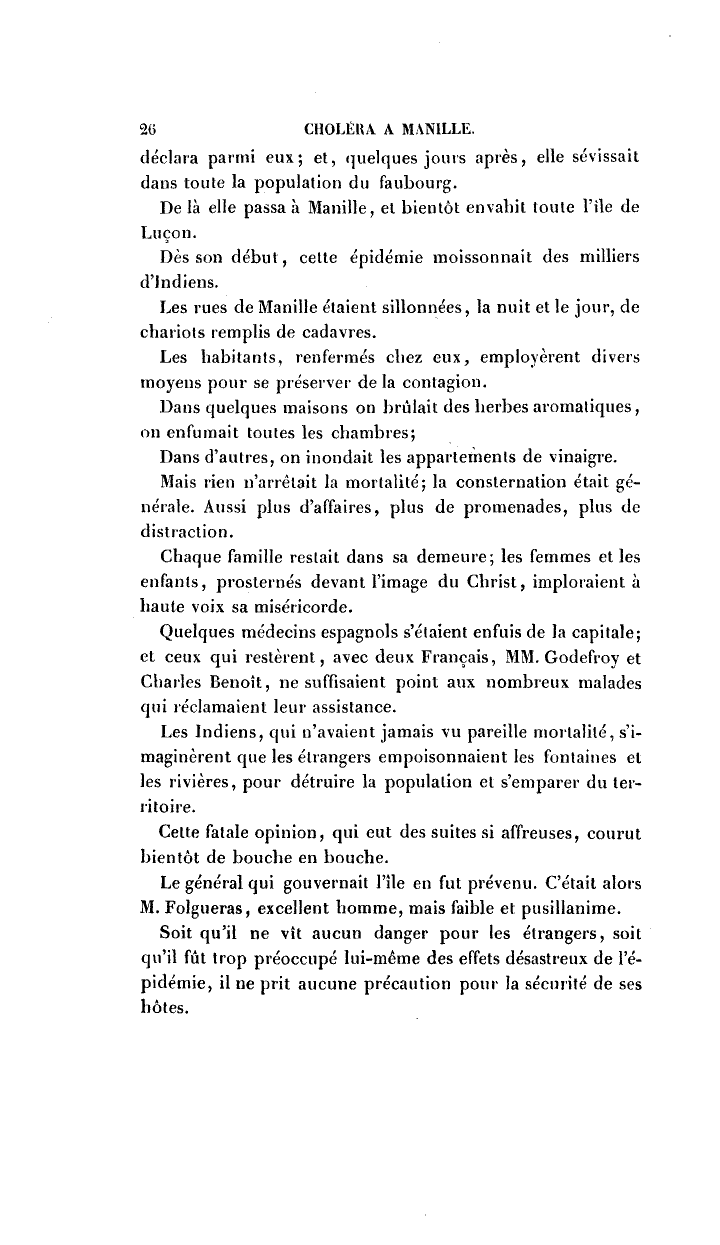 26 CHOLÉRA A MANILLE.
déclara parmi eux; et, quelques jours après, elle sévissait
dans toute la population du faubourg.
De là elle passa à Manille, et bientôt envahit toute l'île de
Luçon.
Dès son début, cette épidémie moissonnait des milliers
d'Indiens.
Les rues de Manille étaient sillonnées, la nuit et le jour, de
chariots remplis de cadavres.
Les habitants, renfermés chez eux, employèrent divers
moyens pour se préserver de la contagion.
Dans quelques maisons on brûlait des herbes aromatiques,
on enfumait toutes les chambres;
Dans d'autres, on inondait les appartements de vinaigre.
Mais rien n'arrêtait la mortalité; la consternation était gé-
nérale. Aussi plus d'affaires, plus de promenades, plus de
distraction.
Chaque famille restait dans sa demeure; les femmes et les
enfants, prosternés devant l'image du Christ, imploraient à
haute voix sa miséricorde.
Quelques médecins espagnols s'étaient enfuis de la capitale;
et ceux qui restèrent, avec deux Français, MM. Godefroy et
Charles Benoît, ne suffisaient point aux nombreux malades
qui réclamaient leur assistance.
Les Indiens, qui n'avaient jamais vu pareille mortalité, s'i-
maginèrent que les étrangers empoisonnaient les fontaines et
les rivières, pour détruire la population et s'emparer du ter-
ritoire.
Cette fatale opinion, qui eut des suites si affreuses, courut
bientôt de bouche en bouche.
Le général qui gouvernait l'île en fut prévenu. C'était alors
M. Folgueras, excellent homme, mais faible et pusillanime.
Soit qu'il ne vît aucun danger pour les étrangers, soit
qu'il fût trop préoccupé lui-même des effets désastreux de l'é-
pidémie, il ne prit aucune précaution pour la sécurité de ses
hôtes.